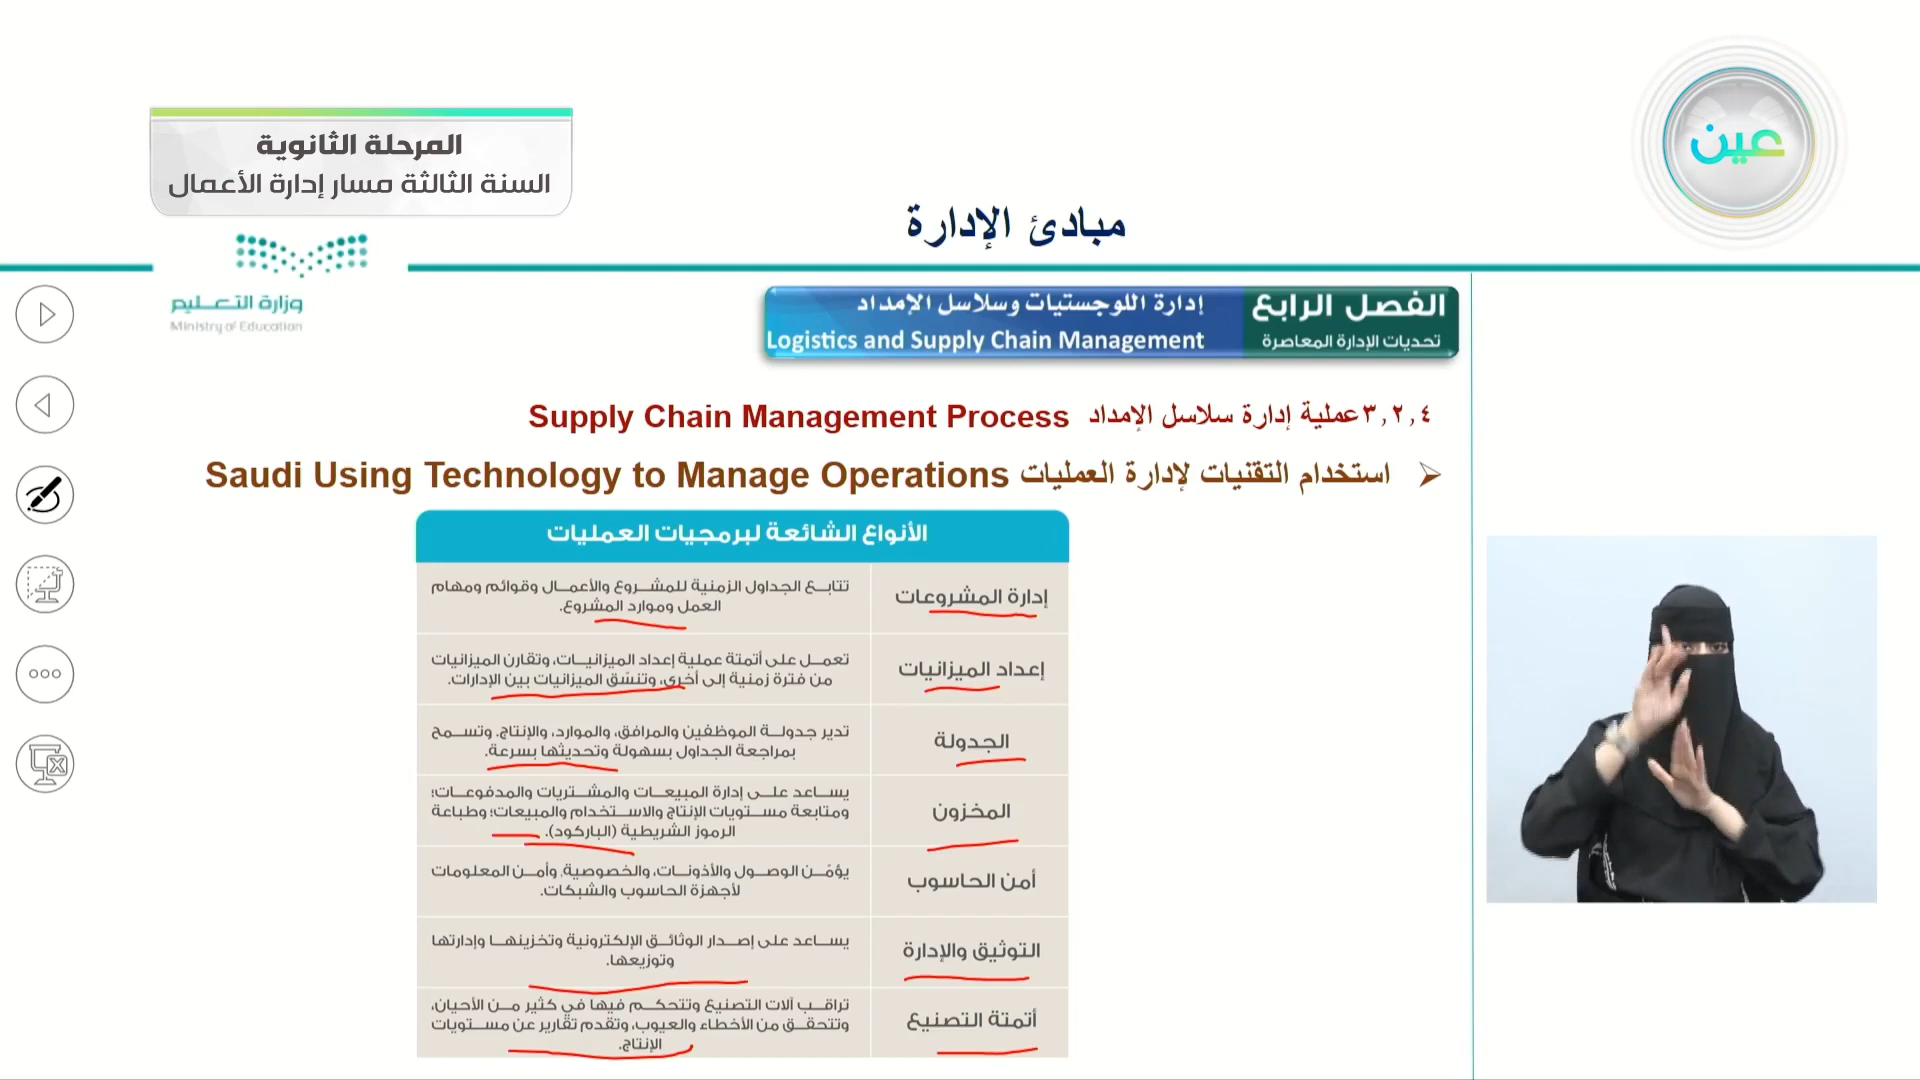 المرحلة الثانوية
السنة الثالثة مسار إدارة الأعمال
عين
مبادئ الإدارة
وزارة التعـــليم
Ministry of Education
الفصل الرابع
تحديات الإدارة المعاصرة
إدارة اللوجستيات وسلاسل الإمداد
Logistics and Supply Chain Management
٣,٢,٤عملية إدارة سلاسل الإمداد Supply Chain Management Process
استخدام التقنيات لإدارة العمليات Saudi Using Technology to Manage Operations
الأنواع الشائعة لبرمجيات العمليات
إدارة المشروعات
تتابع الجداول الزمنية للمشروع والأعمال وقوائم ومهام
العمل وموارد المشروع.
إعداد الميزانيات
تعمل على أتمتة عملية إعداد الميزانيات، وتقارن الميزانيات
من فترة زمنية إلى أخرى، وتنسّق الميزانيات بين الإدارات.
الجدولة
تدير جدولة الموظفين والمرافق، والموارد، والإنتاج. وتسمح
بمراجعة الجداول بسهولة وتحديثها بسرعة.
المخزون
يساعد على إدارة المبيعات والمشتريات والمدفوعات؛
ومتابعة مستويات الإنتاج والاستخدام والمبيعات؛ وطباعة
الرموز الشريطية (الباركود).
أمن الحاسوب
يؤمّن الوصول والأذونات، والخصوصية، وأمن المعلومات
لأجهزة الحاسوب والشبكات.
التوثيق والإدارة
يساعد على إصدار الوثائق الإلكترونية وتخزينها وإدارتها
وتوزيعها.
أتمتة التصنيع
تراقب آلات التصنيع وتتحكم فيها في كثير من الأحيان،
وتتحقق من الأخطاء والعيوب، وتقدم تقارير عن مستويات
الإنتاج.